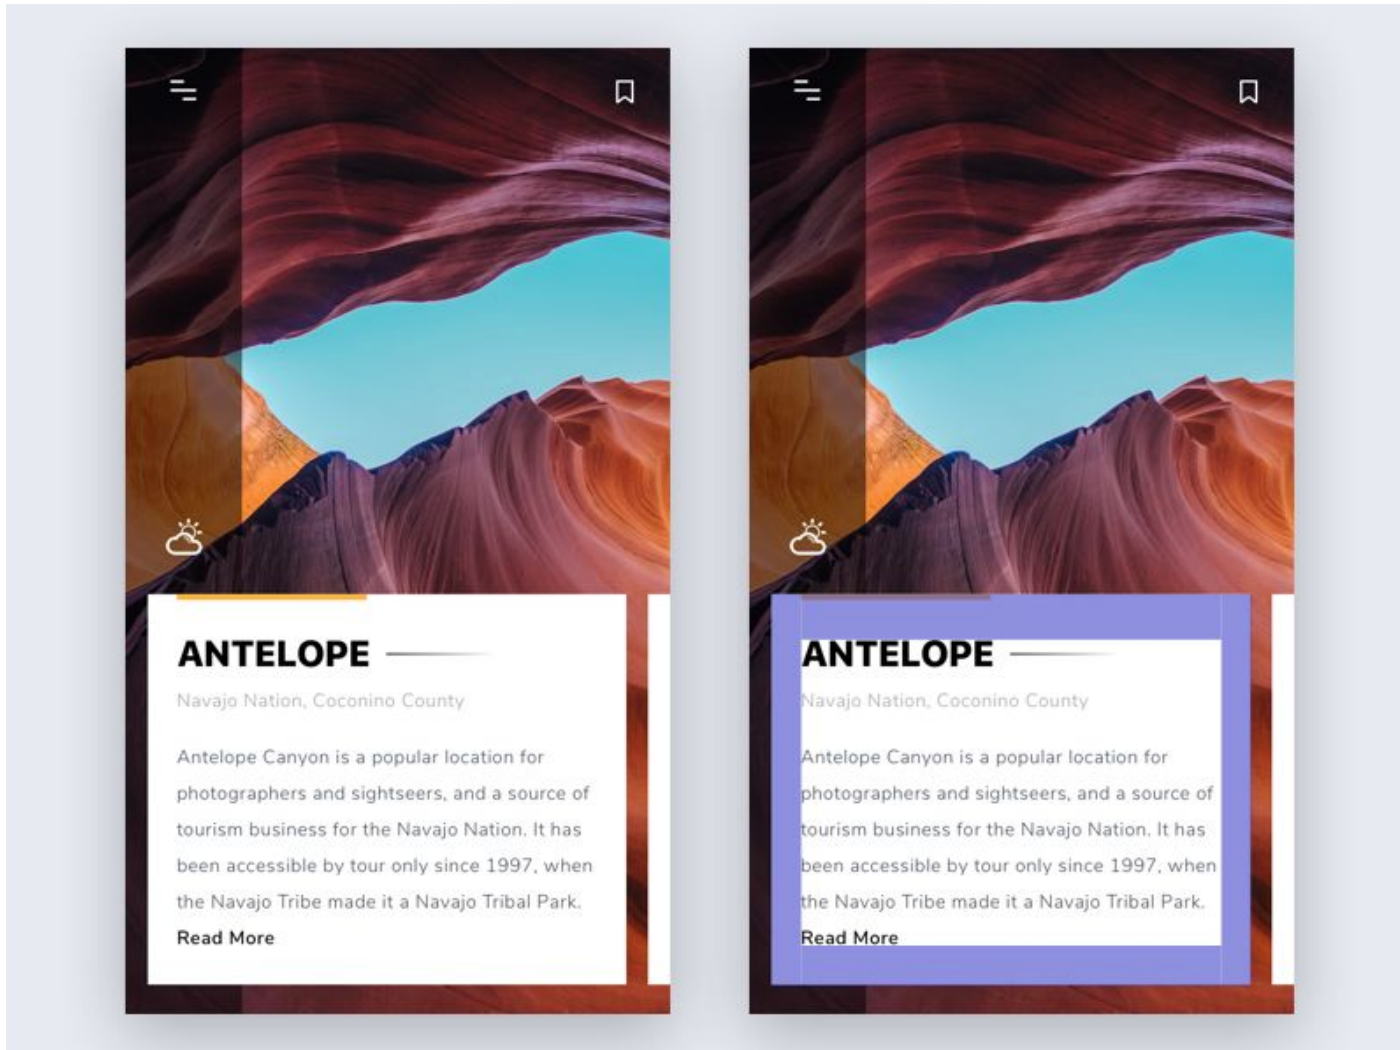 ANTELOPE
Navajo Nation, Coconino County
Antelope Canyon is a popular location for
photographers and sightseers, and a source of
tourism business for the Navajo Nation. It has
been accessible by tour only since 1997, when
the Navajo Tribe made it a Navajo Tribal Park.
Read More
ANTELOPE
Navajo Nation, Coconino County
Antelope Canyon is a popular location for
photographers and sightseers, and a source of
tourism business for the Navajo Nation. It has
been accessible by tour only since 1997, when
the Navajo Tribe made it a Navajo Tribal Park.
Read More